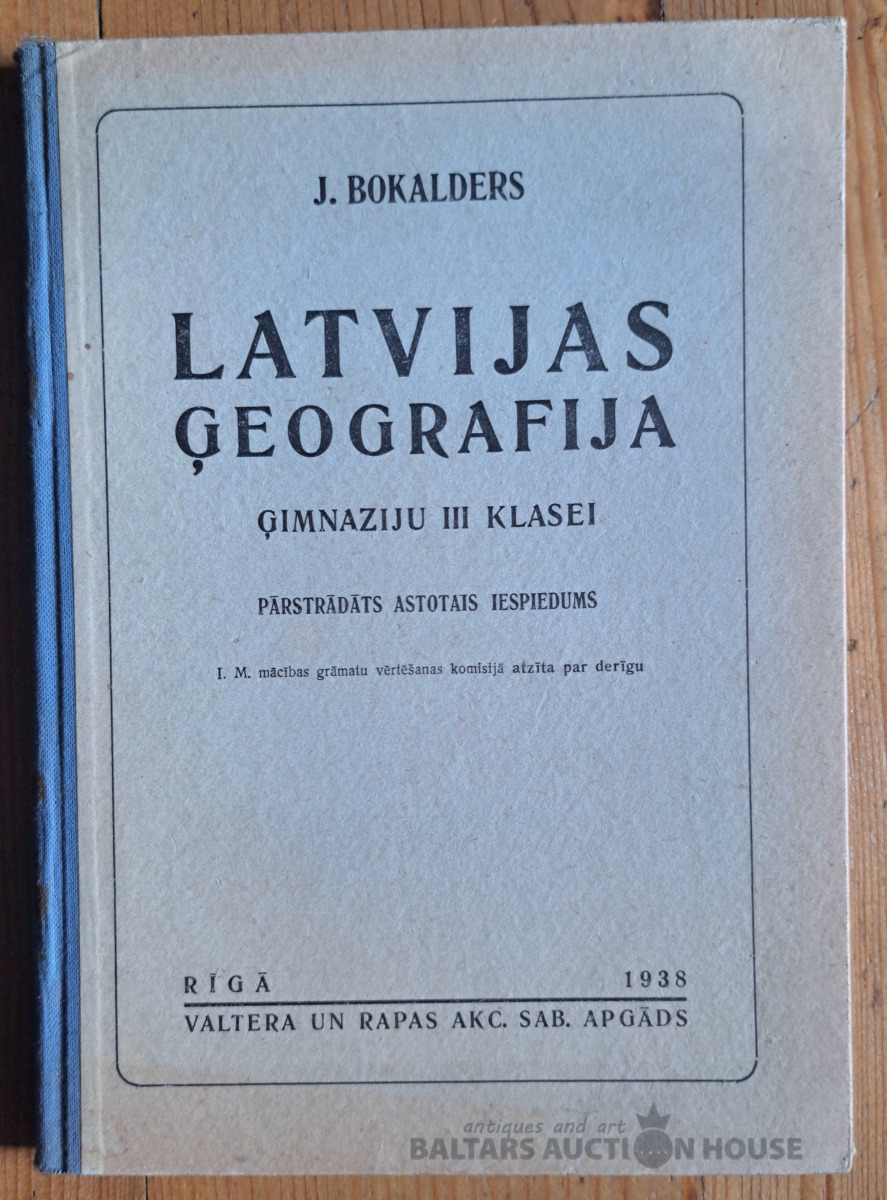 J. BOKALDERS
LATVIJAS
ĢEOGRAFIJA
ĢIMNAZIJU III KLASEI
PĀRSTRĀDĀTS ASTOTAIS IESPIEDUMS
I. M. mācības grāmatu vērtēšanas komisijā atzīta par derīgu
RĪGĀ 1938
VALTERA UN RAPAS AKC. SAB. APGĀDS
antiques and art
BALTARS AUCTION HOUSE